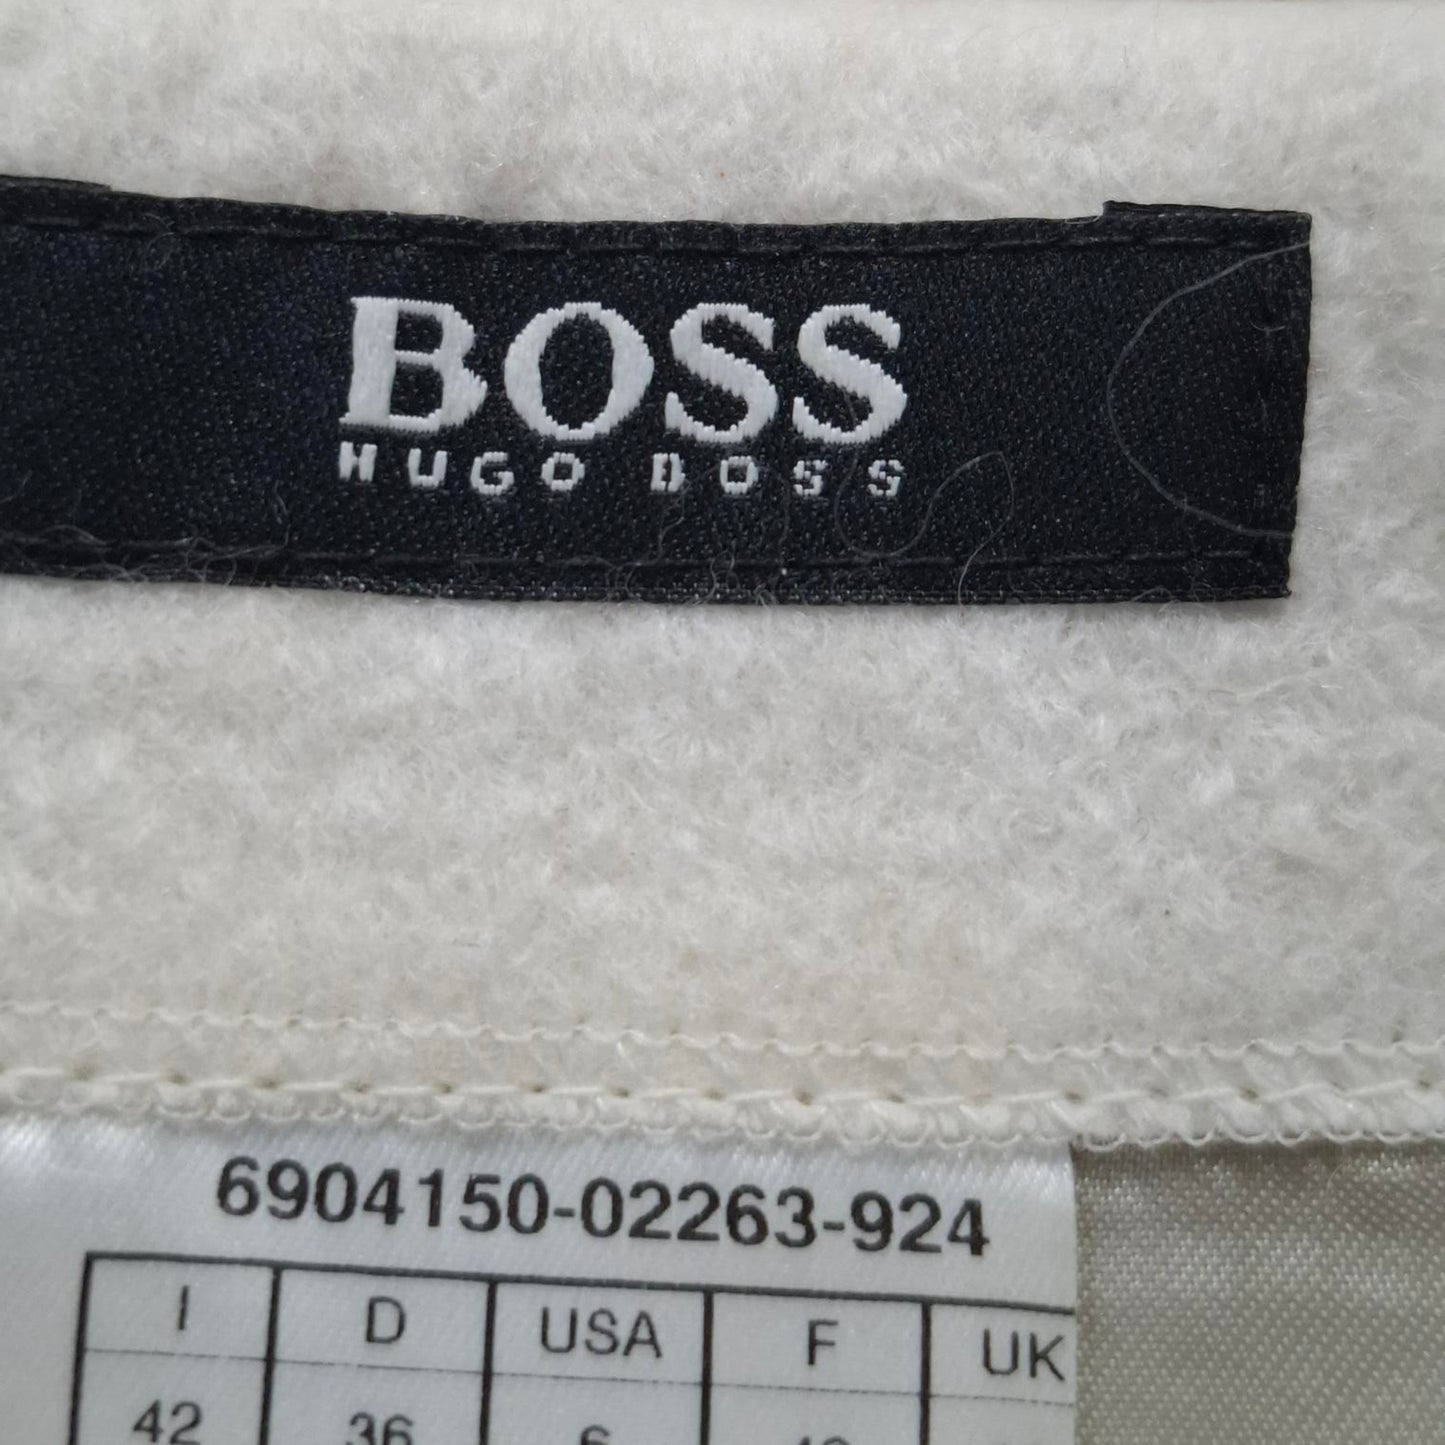 BOSS
HUGO BOSS
6904150-02263-924
I D USA F UK
42 36 6